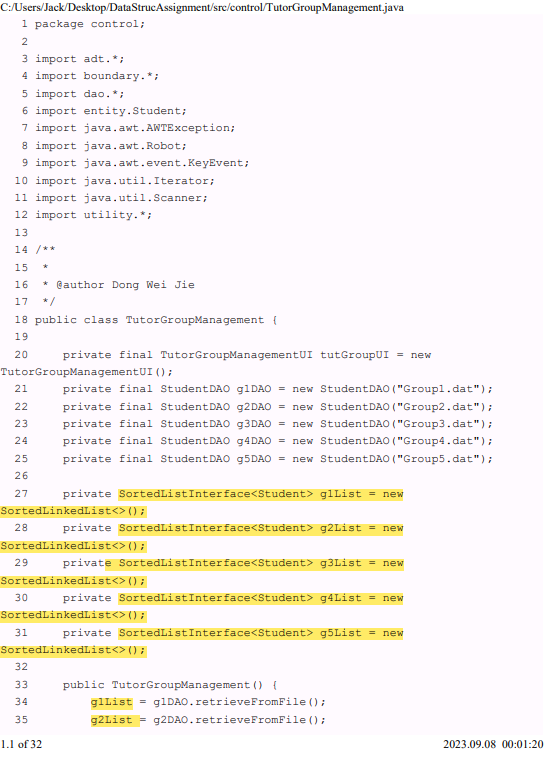 C:/Users/Jack/Desktop/DataStrucAssignment/src/control/TutorGroupManagement.java
1 package control;
2
3 import adt.*;
4 import boundary.*;
5 import dao.*;
6 import entity.Student;
7 import java.awt.AWTException;
8 import java.awt.Robot;
9 import java.awt.event.KeyEvent;
10 import java.util.Iterator;
11 import java.util.Scanner;
12 import utility.*;
13
14 /**
15  *
16  * @author Dong Wei Jie
17  */
18 public class TutorGroupManagement {
19
20     private final TutorGroupManagementUI tutGroupUI = new
TutorGroupManagementUI();
21     private final StudentDAO g1DAO = new StudentDAO("Group1.dat");
22     private final StudentDAO g2DAO = new StudentDAO("Group2.dat");
23     private final StudentDAO g3DAO = new StudentDAO("Group3.dat");
24     private final StudentDAO g4DAO = new StudentDAO("Group4.dat");
25     private final StudentDAO g5DAO = new StudentDAO("Group5.dat");
26
27     private SortedListInterface<Student> g1List = new
SortedLinkedList<>();
28     private SortedListInterface<Student> g2List = new
SortedLinkedList<>();
29     private SortedListInterface<Student> g3List = new
SortedLinkedList<>();
30     private SortedListInterface<Student> g4List = new
SortedLinkedList<>();
31     private SortedListInterface<Student> g5List = new
SortedLinkedList<>();
32
33     public TutorGroupManagement() {
34         g1List = g1DAO.retrieveFromFile();
35         g2List = g2DAO.retrieveFromFile();
1.1 of 32 2023.09.08 00:01:20